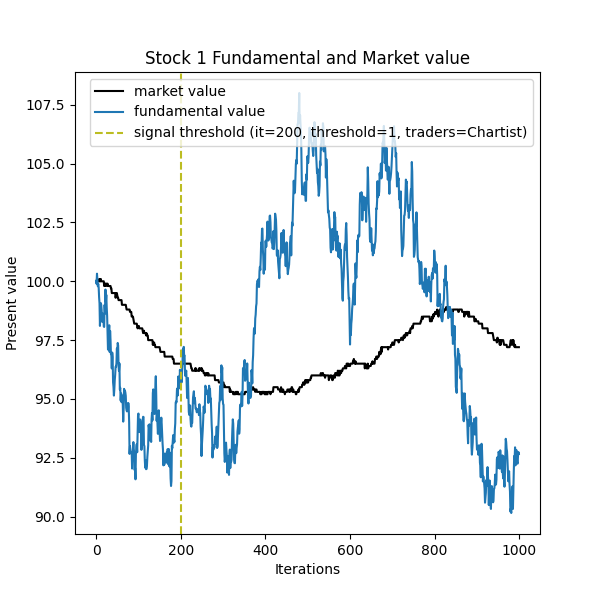 Stock 1 Fundamental and Market value
market value
fundamental value
signal threshold (it=200, threshold=1, traders=Chartist)
107.5
105.0
102.5
100.0
97.5
95.0
92.5
90.0
Present value
0 200 400 600 800 1000
Iterations